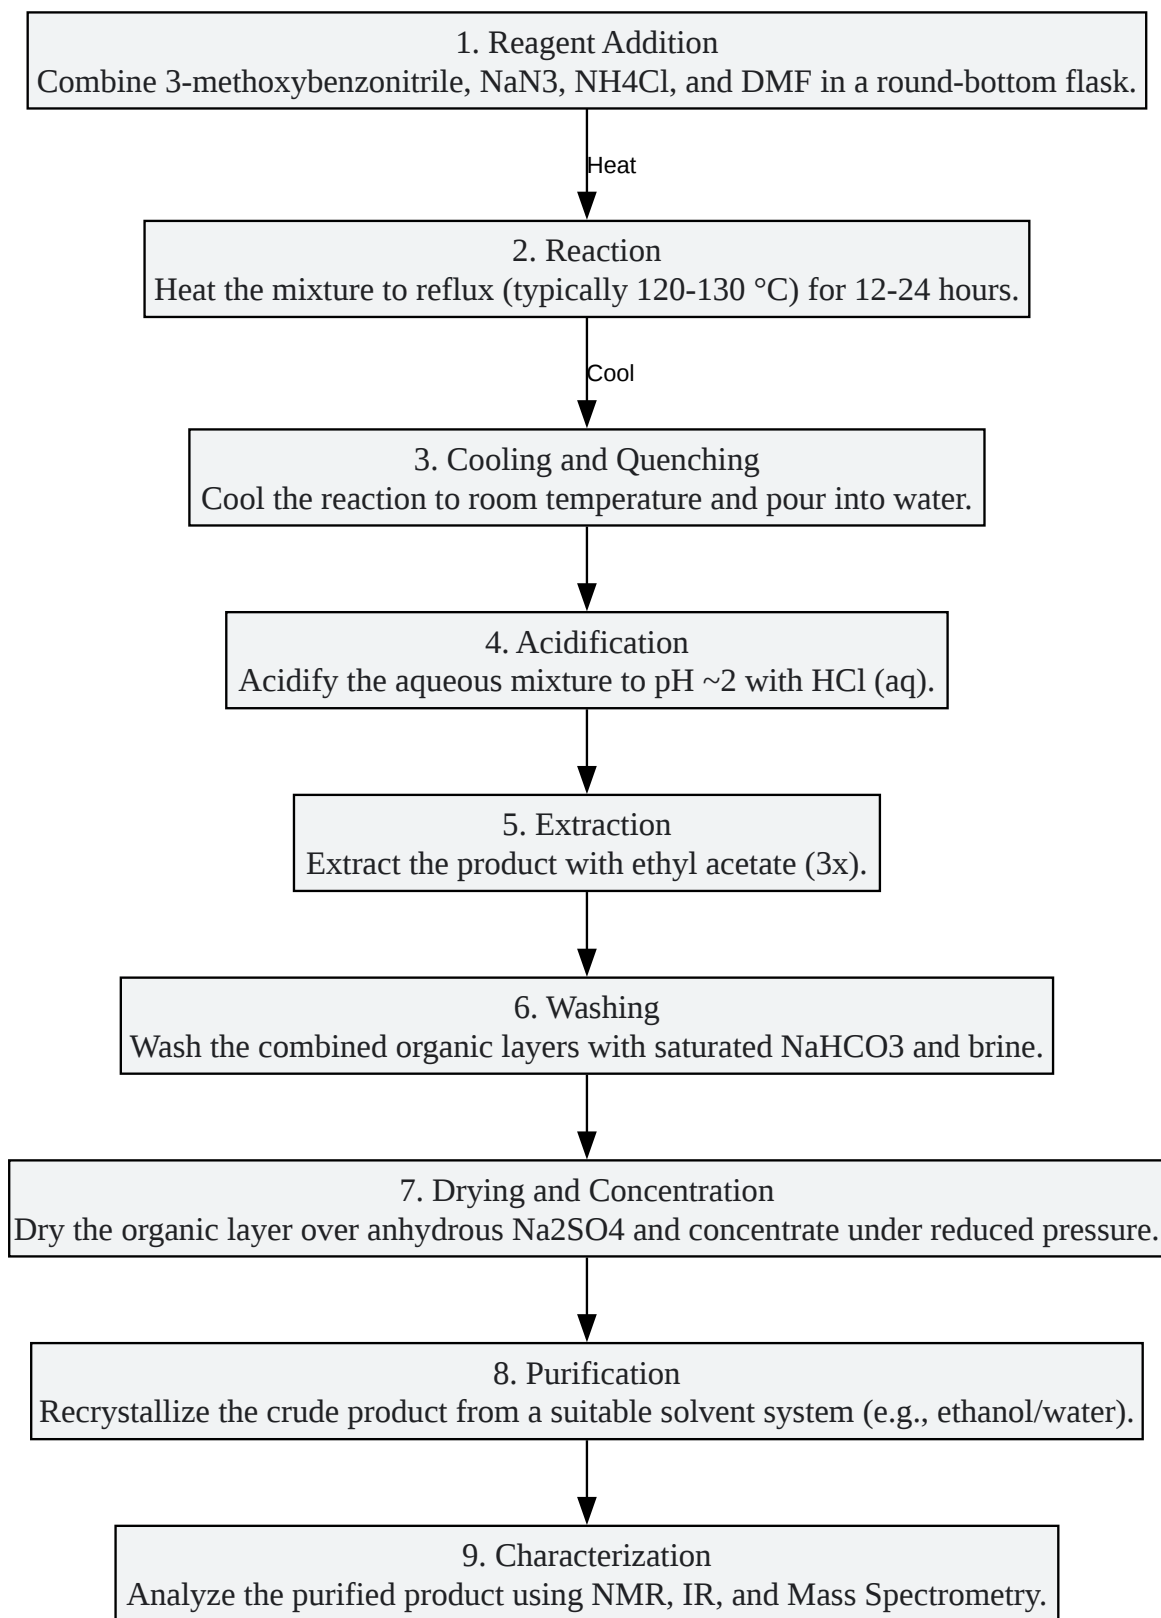 1. Reagent Addition
Combine 3-methoxybenzonitrile, NaN3, NH4Cl, and DMF in a round-bottom flask.
Heat
2. Reaction
Heat the mixture to reflux (typically 120-130 °C) for 12-24 hours.
Cool
3. Cooling and Quenching
Cool the reaction to room temperature and pour into water.
4. Acidification
Acidify the aqueous mixture to pH ~2 with HCl (aq).
5. Extraction
Extract the product with ethyl acetate (3x).
6. Washing
Wash the combined organic layers with saturated NaHCO3 and brine.
7. Drying and Concentration
Dry the organic layer over anhydrous Na2SO4 and concentrate under reduced pressure.
8. Purification
Recrystallize the crude product from a suitable solvent system (e.g., ethanol/water).
9. Characterization
Analyze the purified product using NMR, IR, and Mass Spectrometry.